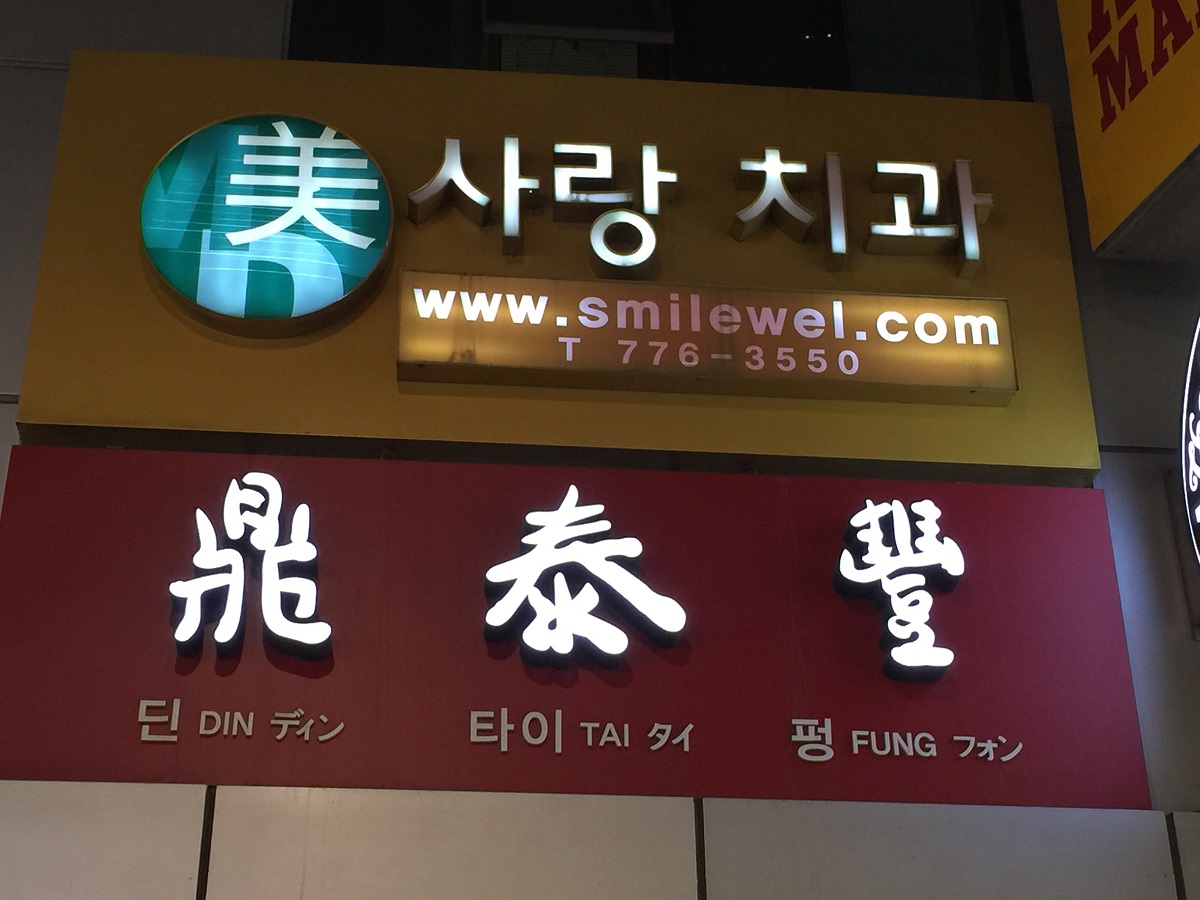 美 사랑 치과
www.smilewel.com
T 776-3550
鼎 泰 豐
딘 DIN ディン 타이 TAI タイ 펑 FUNG フォン
MA